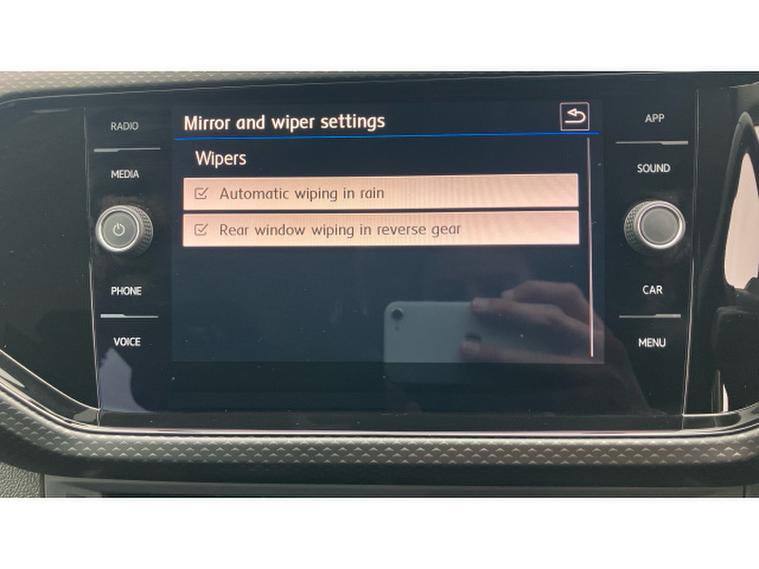 RADIO
MEDIA
PHONE
VOICE
Mirror and wiper settings
Wipers
Automatic wiping in rain
Rear window wiping in reverse gear
APP
SOUND
CAR
MENU